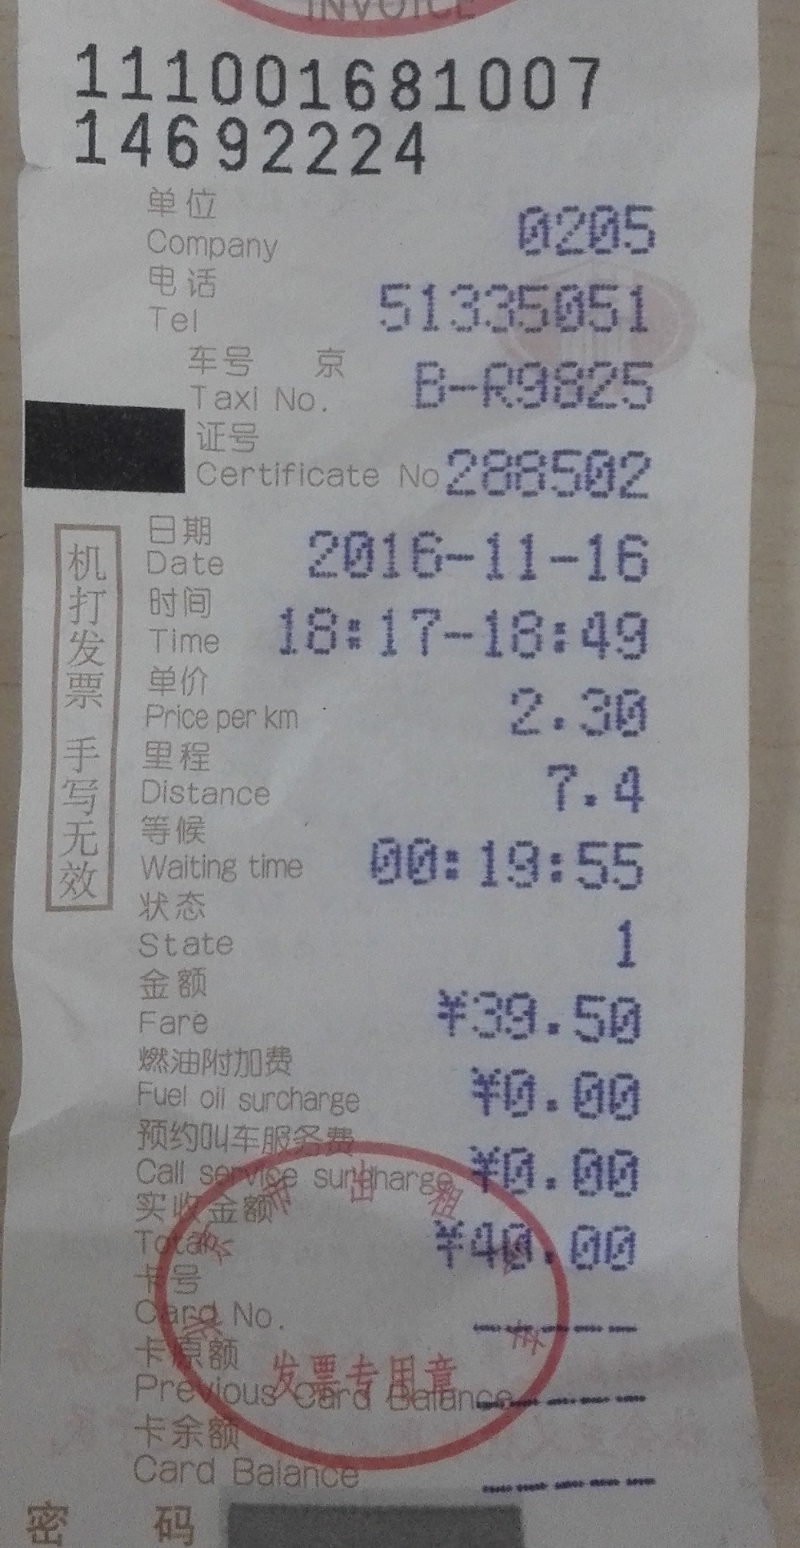 INVOICE
111001681007
14692224
单位
Company 0205
电话
Tel 51335051
车号 京
Taxi No. B-R9825
证号
Certificate No 288502
日期
Date 2016-11-16
时间
Time 18:17-18:49
单价
Price per km 2.30
里程
Distance 7.4
等候
Waiting time 00:19:55
状态
State 1
金额
Fare ¥39.50
燃油附加费
Fuel oil surcharge ¥0.00
预约叫车服务费
Call service surcharge ¥0.00
实收金额
Total ¥40.00
卡号
Card No. ----
卡原额
Previous Card Balance ----
卡余额
Card Balance ----
密 码
机打发票 手写无效
发票专用章